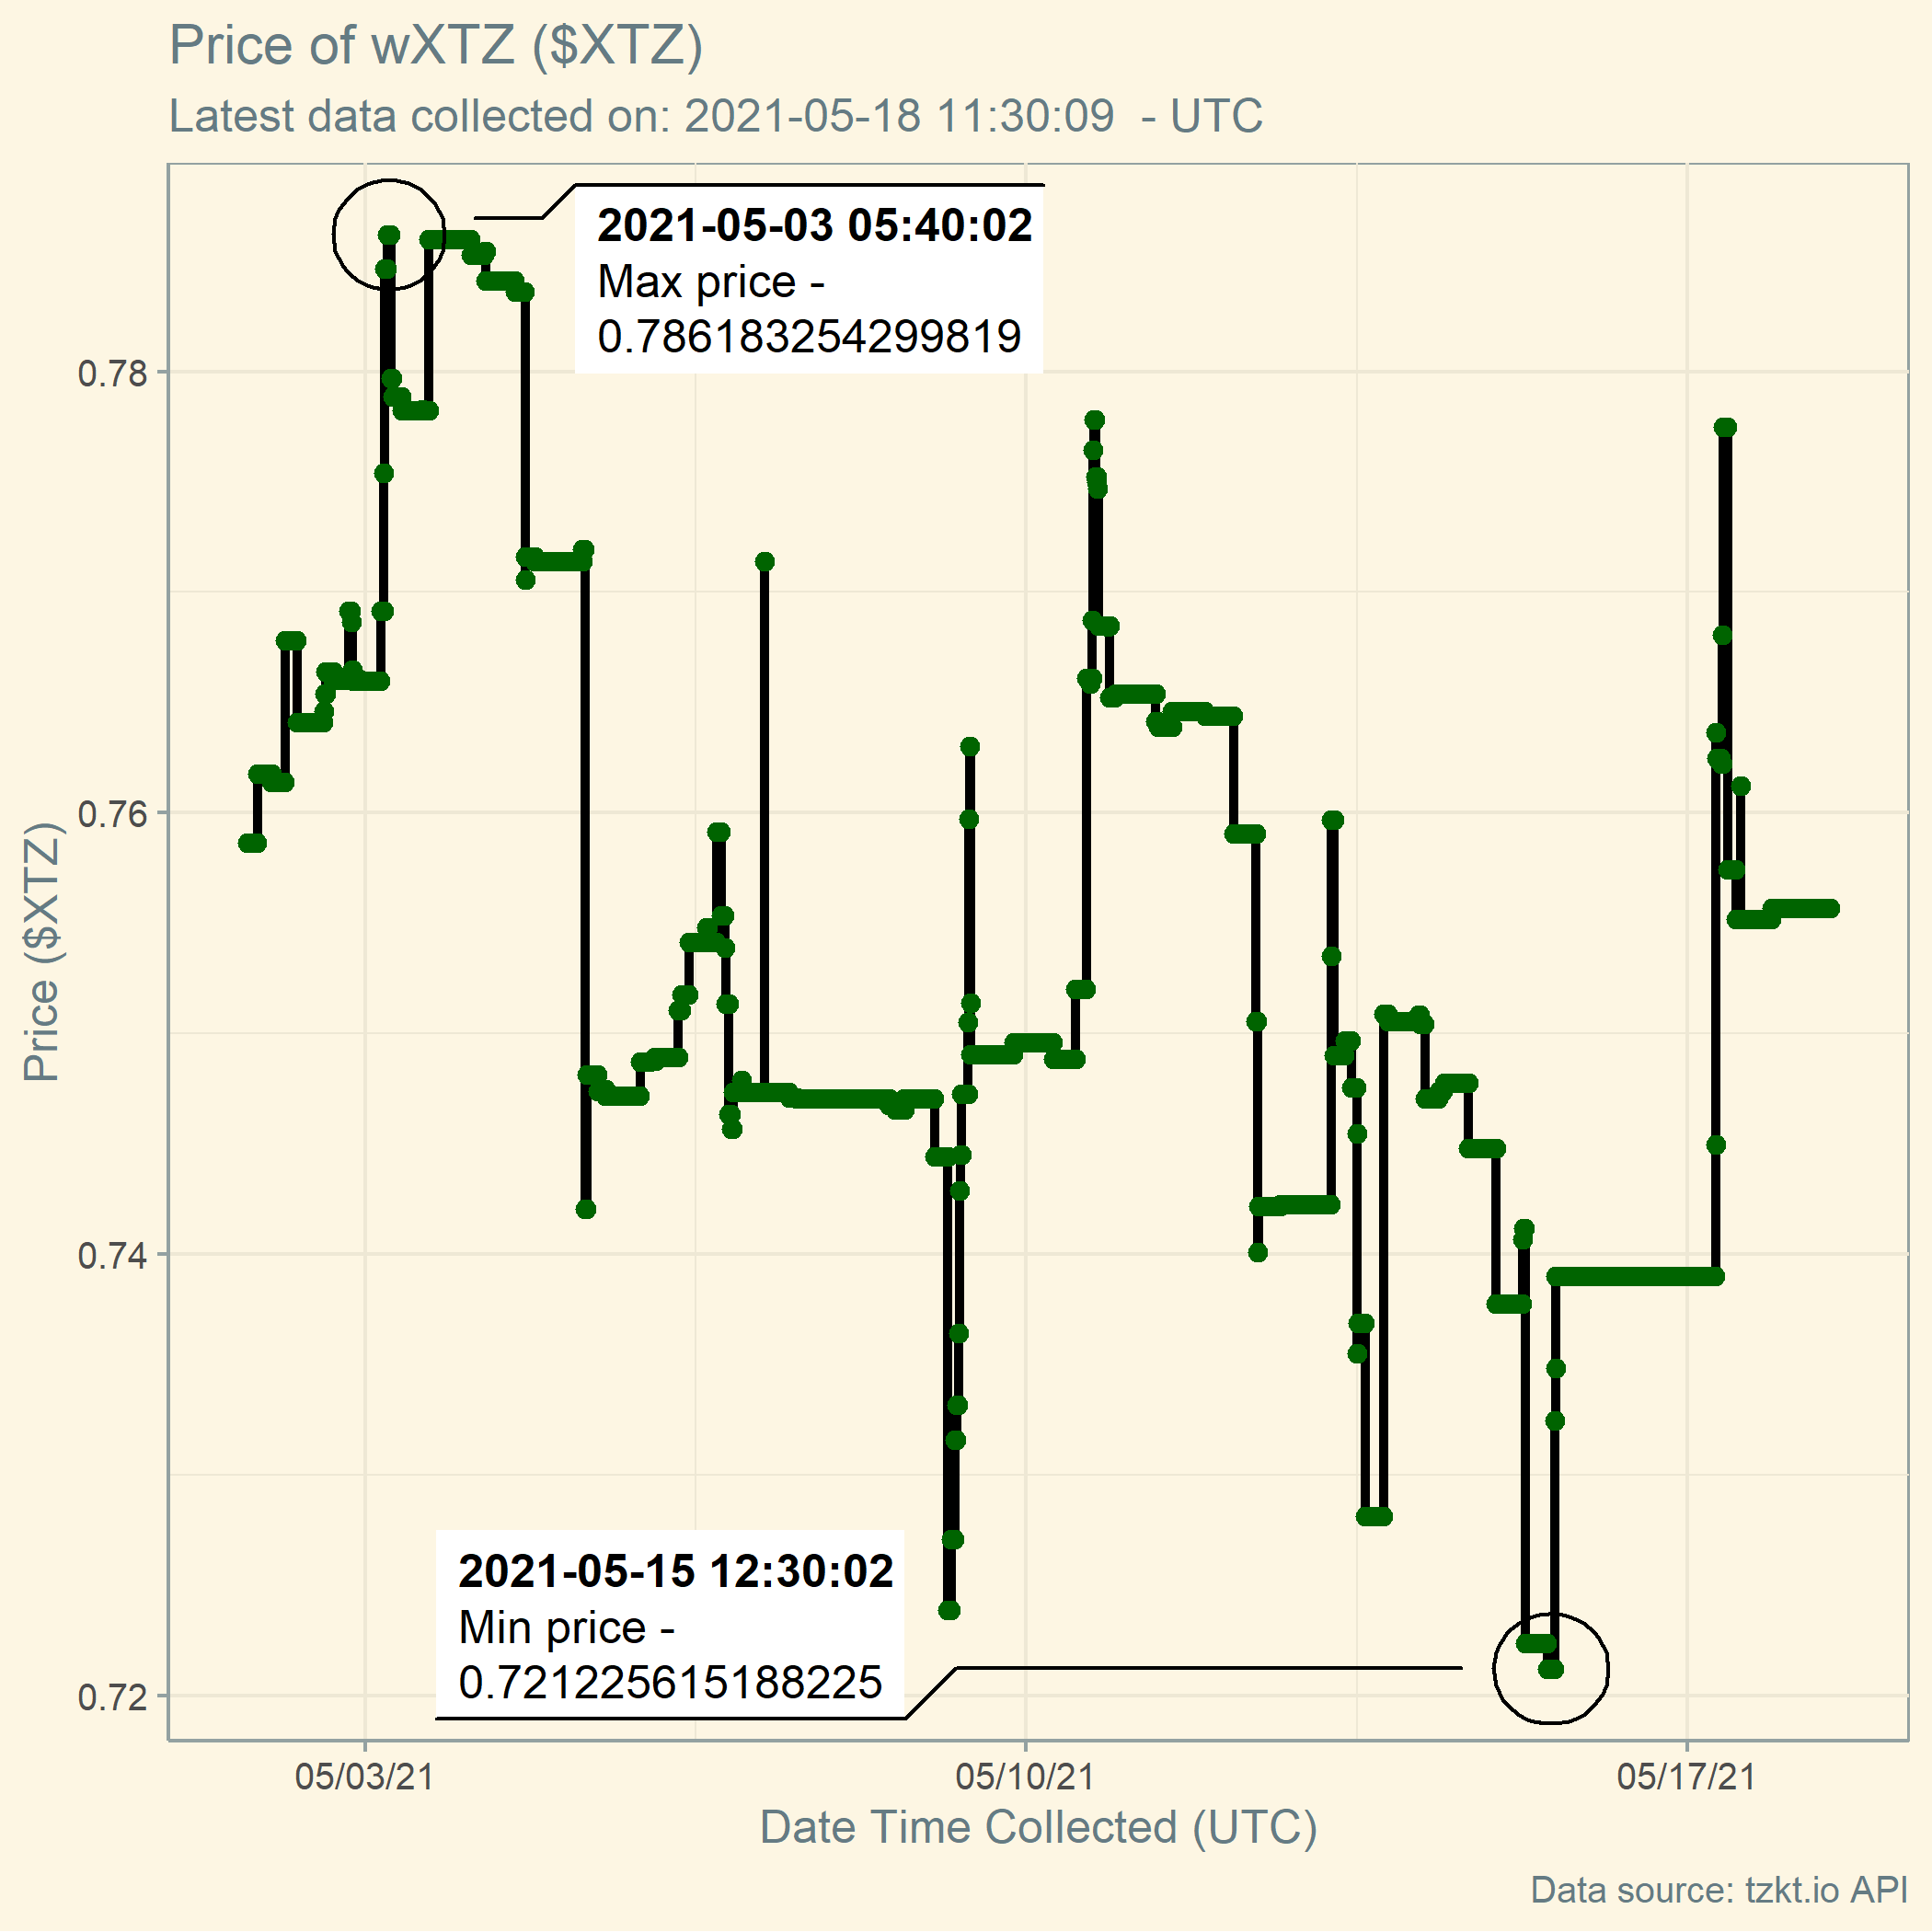 Price of wXTZ ($XTZ)
Latest data collected on: 2021-05-18 11:30:09  - UTC
2021-05-03 05:40:02
Max price -
0.786183254299819
0.78
0.76
0.74
0.72
Price ($XTZ)
2021-05-15 12:30:02
Min price -
0.721225615188225
05/03/21
05/10/21
05/17/21
Date Time Collected (UTC)
Data source: tzkt.io API